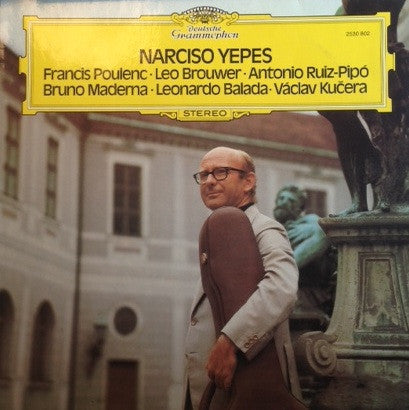 Deutsche
Grammophon
2530 802
NARCISO YEPES
Francis Poulenc · Leo Brouwer · Antonio Ruiz-Pipó
Bruno Maderna · Leonardo Balada · Václav Kučera
STEREO